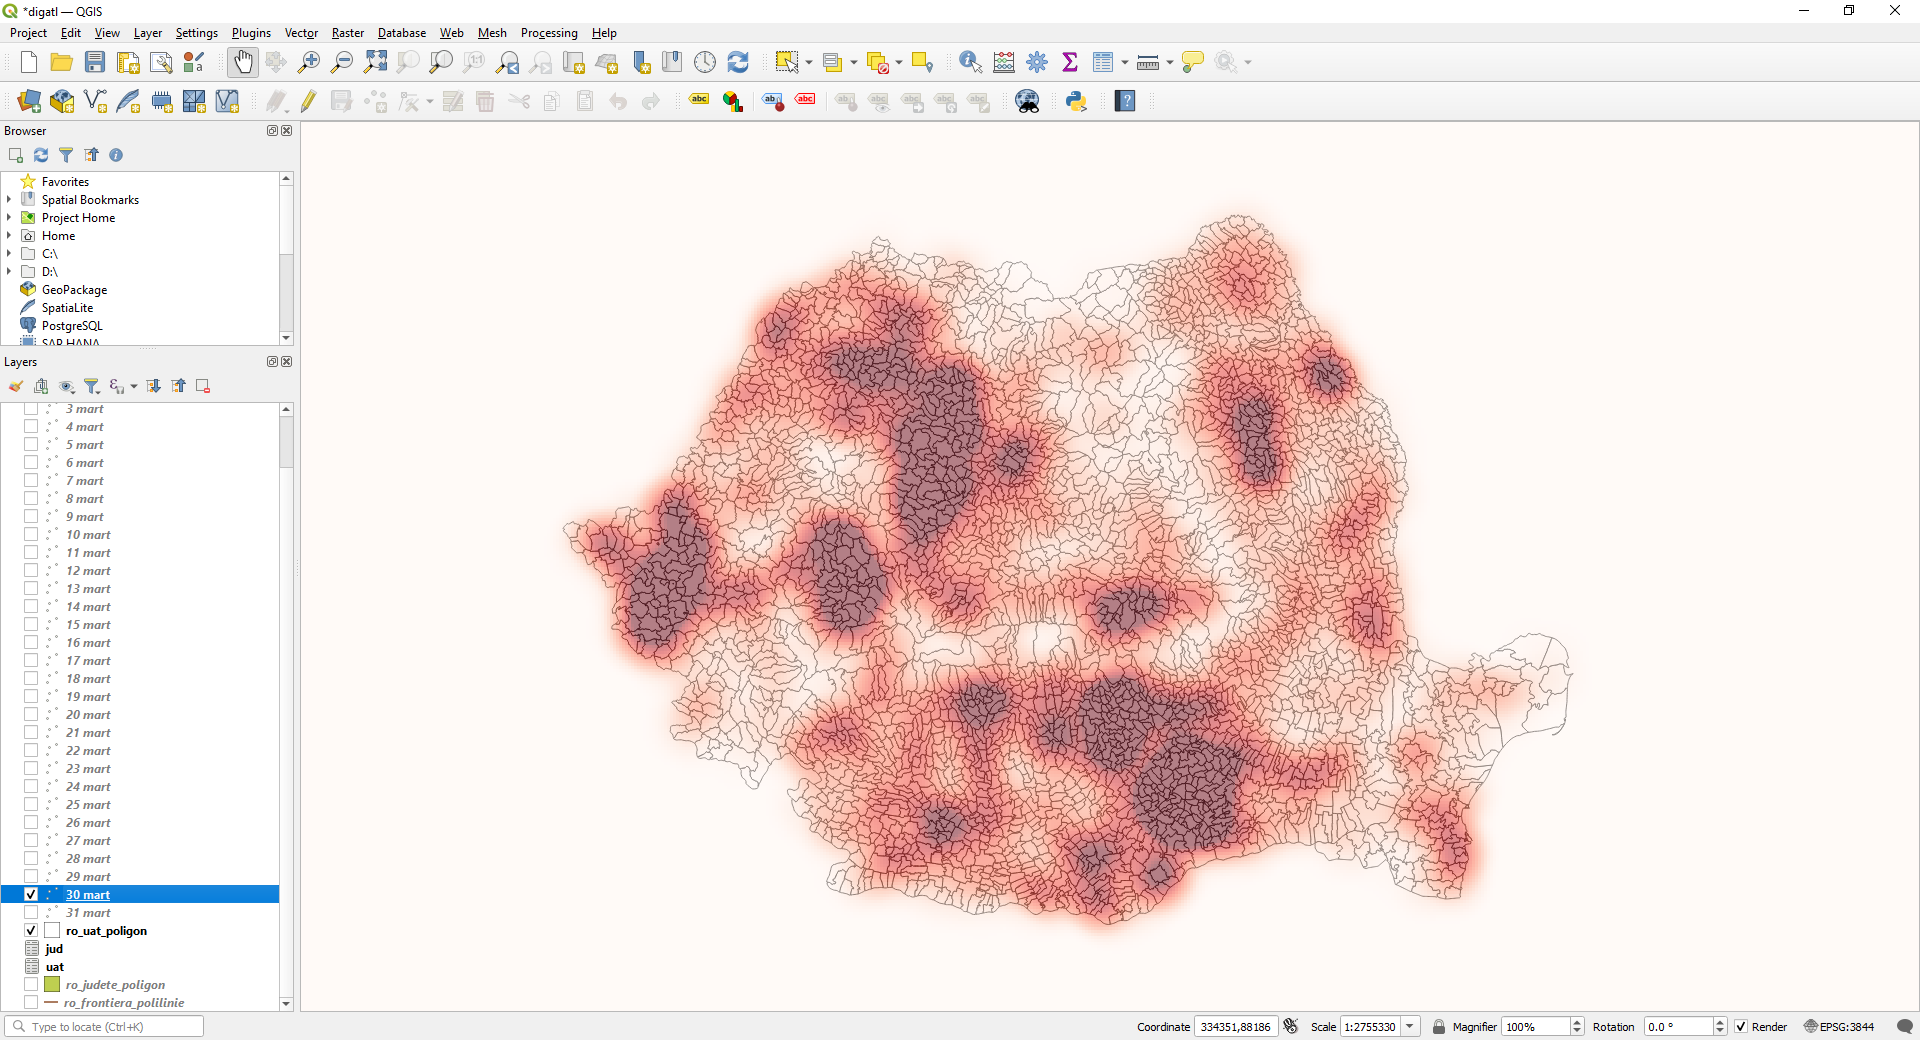 *digatl — QGIS
Project Edit View Layer Settings Plugins Vector Raster Database Web Mesh Processing Help
Browser
Favorites
Spatial Bookmarks
Project Home
Home
C:\
D:\
GeoPackage
SpatiaLite
PostgreSQL
SAP HANA
Layers
3 mart
4 mart
5 mart
6 mart
7 mart
8 mart
9 mart
10 mart
11 mart
12 mart
13 mart
14 mart
15 mart
16 mart
17 mart
18 mart
19 mart
20 mart
21 mart
22 mart
23 mart
24 mart
25 mart
26 mart
27 mart
28 mart
29 mart
30 mart
31 mart
ro_uat_poligon
jud
uat
ro_judete_poligon
ro_frontiera_polilinie
Type to locate (Ctrl+K)
Coordinate 334351,88186 Scale 1:2755330 Magnifier 100% Rotation 0.0 ° Render EPSG:3844